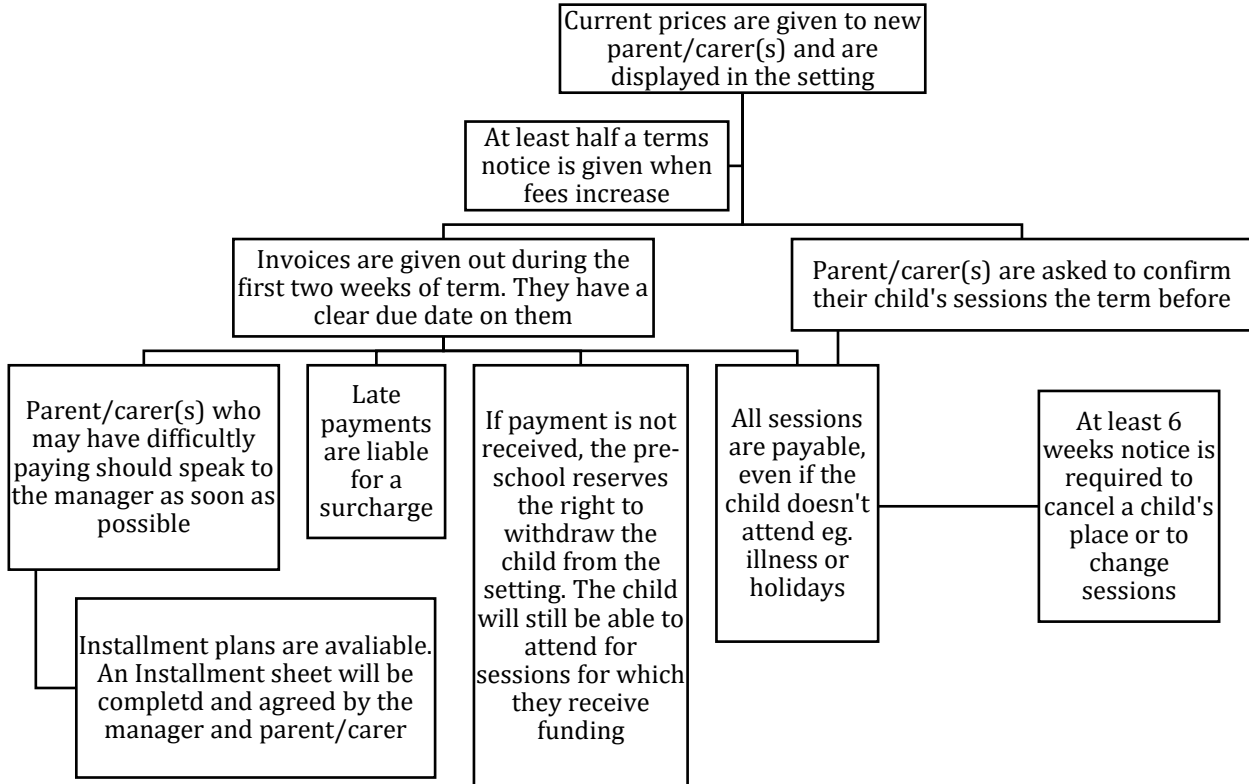 Current prices are given to new
parent/carer(s) and are
displayed in the setting
At least half a terms
notice is given when
fees increase
Invoices are given out during the
first two weeks of term. They have a
clear due date on them
Parent/carer(s) are asked to confirm
their child's sessions the term before
Parent/carer(s) who
may have difficultly
paying should speak to
the manager as soon as
possible
Late
payments
are liable
for a
surcharge
If payment is not
received, the pre-
school reserves
the right to
withdraw the
child from the
setting. The child
will still be able to
attend for
sessions for which
they receive
funding
All sessions
are payable,
even if the
child doesn't
attend eg.
illness or
holidays
At least 6
weeks notice is
required to
cancel a child's
place or to
change
sessions
Installment plans are avaliable.
An Installment sheet will be
completd and agreed by the
manager and parent/carer